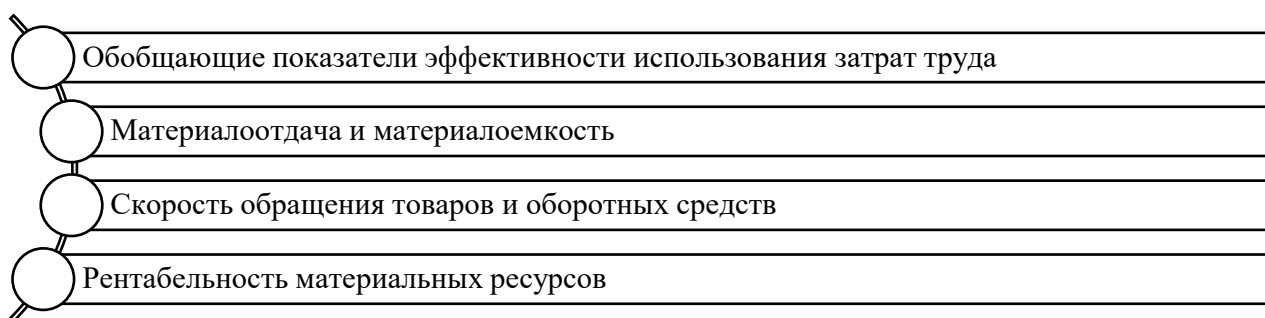 Обобщающие показатели эффективности использования затрат труда
Материалоотдача и материалоемкость
Скорость обращения товаров и оборотных средств
Рентабельность материальных ресурсов